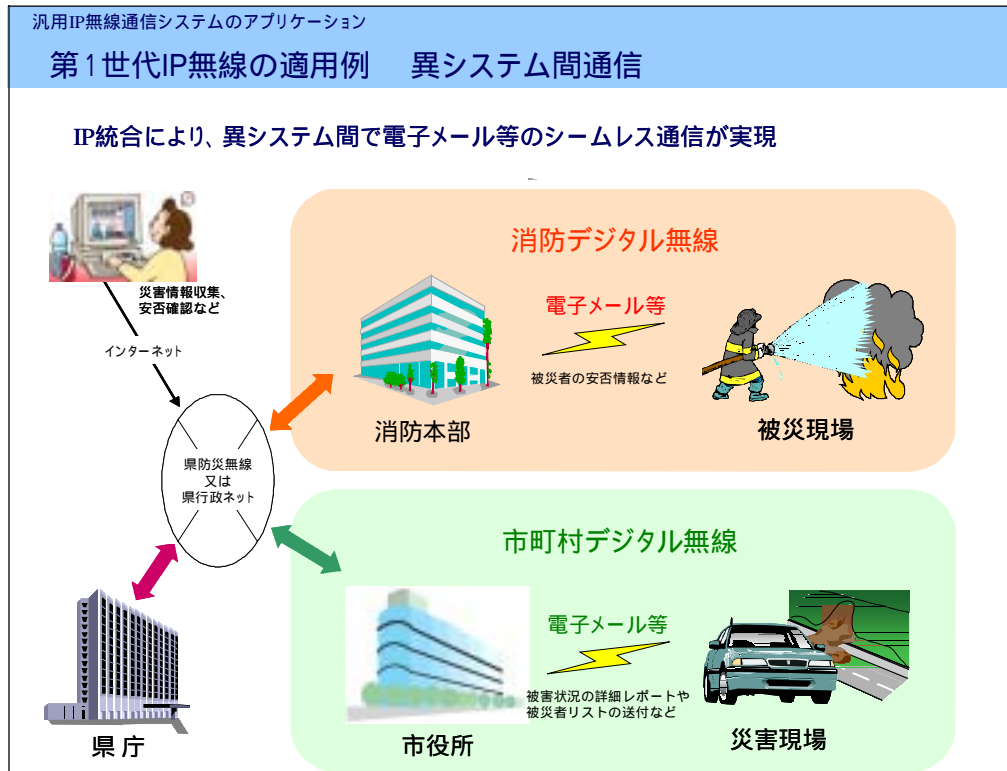 汎用IP無線通信システムのアプリケーション
第1世代IP無線の適用例 異システム間通信
IP統合により、異システム間で電子メール等のシームレス通信が実現
災害情報収集、
安否確認など
インターネット
県防災無線
又は
県行政ネット
県庁
消防デジタル無線
電子メール等
被災者の安否情報など
消防本部
被災現場
市町村デジタル無線
電子メール等
被害状況の詳細レポートや
被災者リストの送付など
市役所
災害現場